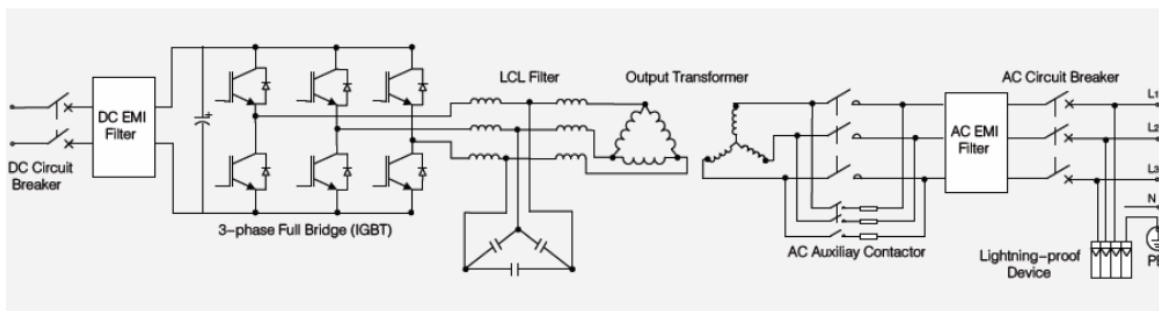 DC Circuit
Breaker
DC EMI
Filter
+
3-phase Full Bridge (IGBT)
LCL Filter
Output Transformer
AC Auxiliay Contactor
AC EMI
Filter
AC Circuit Breaker
L1
L2
L3
N
Lightning-proof
Device